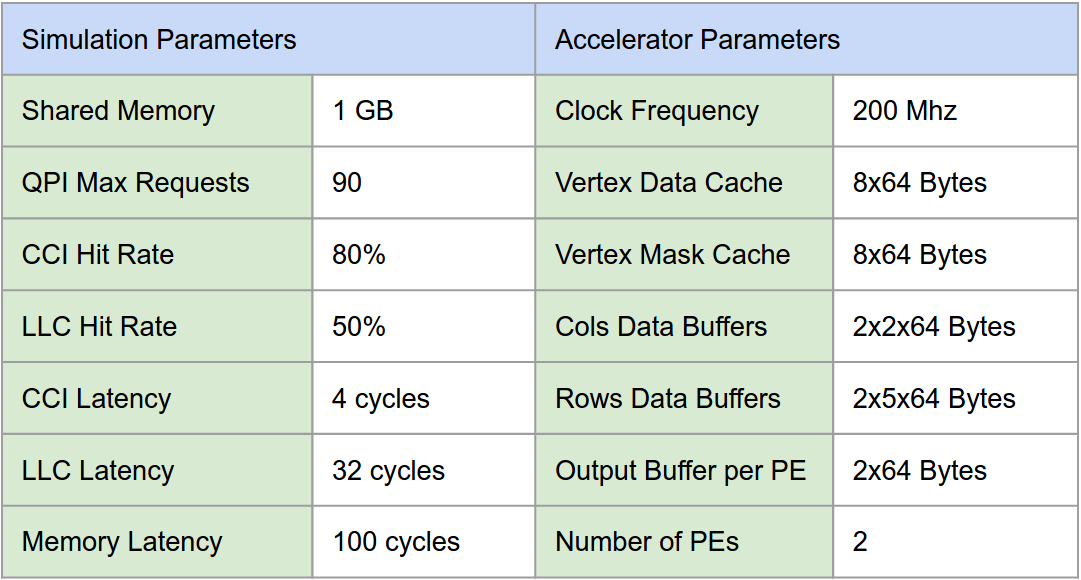 Simulation Parameters Accelerator Parameters
Shared Memory 1 GB Clock Frequency 200 Mhz
QPI Max Requests 90 Vertex Data Cache 8x64 Bytes
CCI Hit Rate 80% Vertex Mask Cache 8x64 Bytes
LLC Hit Rate 50% Cols Data Buffers 2x2x64 Bytes
CCI Latency 4 cycles Rows Data Buffers 2x5x64 Bytes
LLC Latency 32 cycles Output Buffer per PE 2x64 Bytes
Memory Latency 100 cycles Number of PEs 2